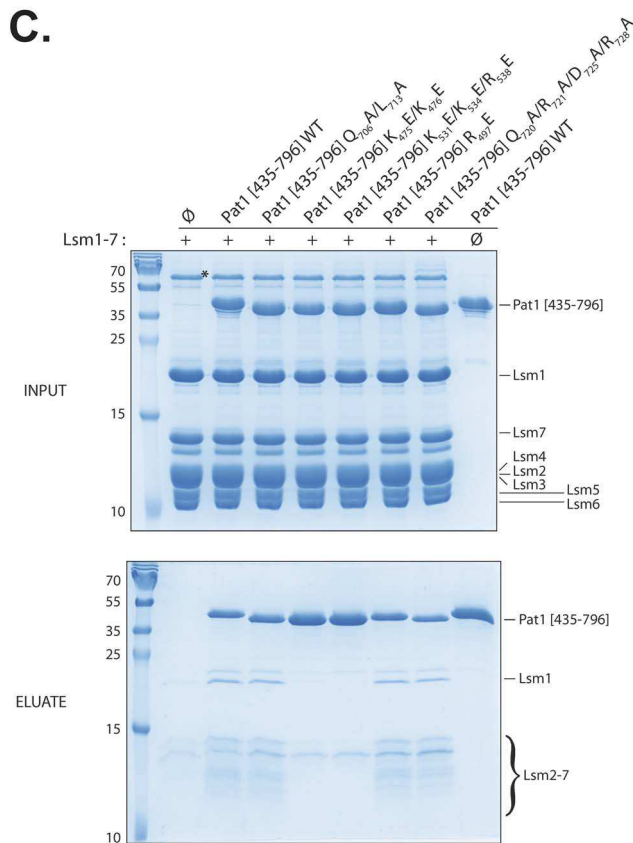 C.
Ø
Pat1 [435-796] WT
Pat1 [435-796] Q₇₀₆A/L₇₁₃A
Pat1 [435-796] K₄₇₅E/K₄₇₆E
Pat1 [435-796] K₅₃₁E/K₅₃₄E/R₅₃₈E
Pat1 [435-796] R₄₉₇E
Pat1 [435-796] Q₇₂₀A/R₇₂₁A/D₇₂₅A/R₇₂₈A
Pat1 [435-796] WT
Lsm1-7 : + + + + + + + Ø
INPUT
70
55
35
25
15
10
*
Pat1 [435-796]
Lsm1
Lsm7
Lsm4
Lsm2
Lsm3
Lsm5
Lsm6
ELUATE
70
55
35
25
15
10
Pat1 [435-796]
Lsm1
Lsm2-7